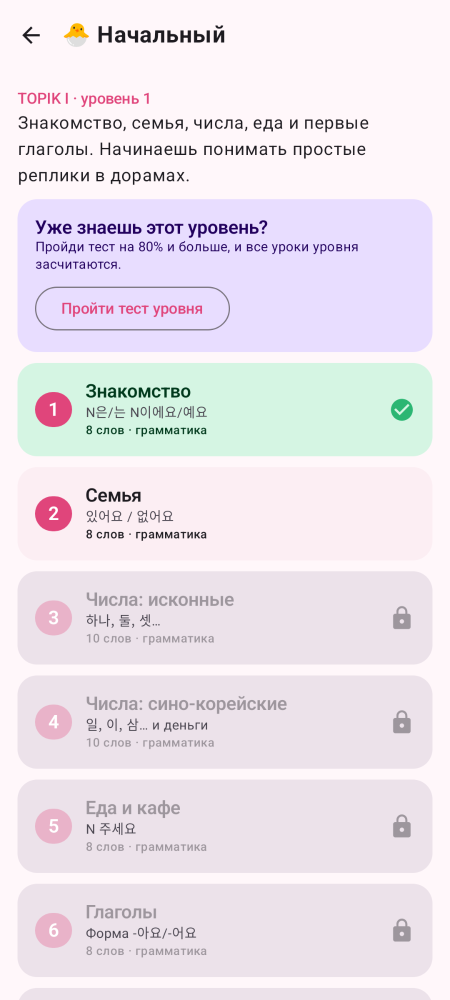 Начальный
TOPIK I · уровень 1
Знакомство, семья, числа, еда и первые
глаголы. Начинаешь понимать простые
реплики в дорамах.
Уже знаешь этот уровень?
Пройди тест на 80% и больше, и все уроки уровня
засчитаются.
Пройти тест уровня
1
Знакомство
N은/는 N이에요/예요
8 слов · грамматика
2
Семья
있어요 / 없어요
8 слов · грамматика
3
Числа: исконные
하나, 둘, 셋…
10 слов · грамматика
4
Числа: сино-корейские
일, 이, 삼… и деньги
10 слов · грамматика
5
Еда и кафе
N 주세요
8 слов · грамматика
6
Глаголы
Форма -아요/-어요
8 слов · грамматика